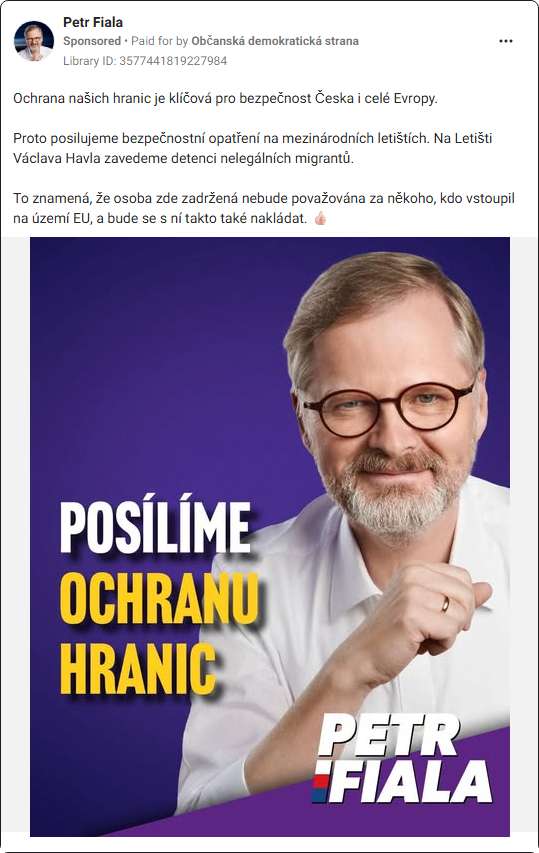 Petr Fiala
Sponsored • Paid for by Občanská demokratická strana
Library ID: 3577441819227984
Ochrana našich hranic je klíčová pro bezpečnost Česka i celé Evropy.
Proto posilujeme bezpečnostní opatření na mezinárodních letištích. Na Letišti
Václava Havla zavedeme detenci nelegálních migrantů.
To znamená, že osoba zde zadržená nebude považována za někoho, kdo vstoupil
na území EU, a bude se s ní takto také nakládat. 👍🏻
POSÍLÍME
OCHRANU
HRANIC
PETR
FIALA